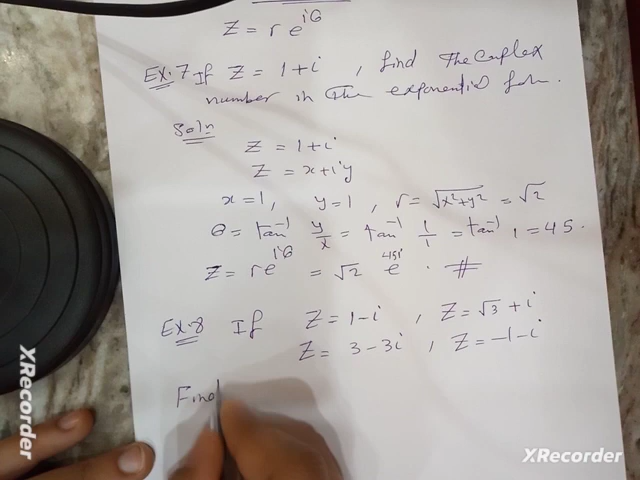 Z = r e^{iθ}
Ex.7 If Z = 1+i , find The complex
number in The exponential form.
Soln
Z = 1+i
Z = x+iy
x=1, y=1, r=√x²+y² = √2
θ = tan⁻¹ y/x = tan⁻¹ 1/1 = tan⁻¹ 1 = 45.
Z = re^{iθ} = √2 e^{45i} . #
Ex.8 If Z = 1-i , Z = √3 + i
Z = 3-3i , Z = -1-i
Find
XRecorder
XRecorder